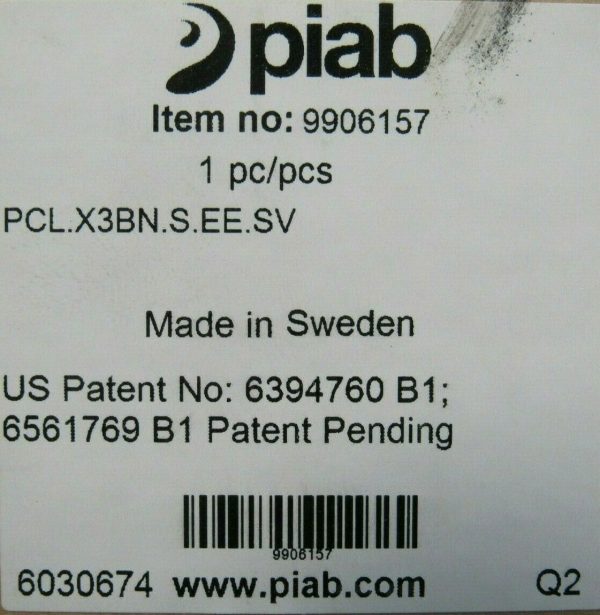 piab
Item no: 9906157
1 pc/pcs
PCL.X3BN.S.EE.SV
Made in Sweden
US Patent No: 6394760 B1;
6561769 B1 Patent Pending
9906157
6030674 www.piab.com Q2